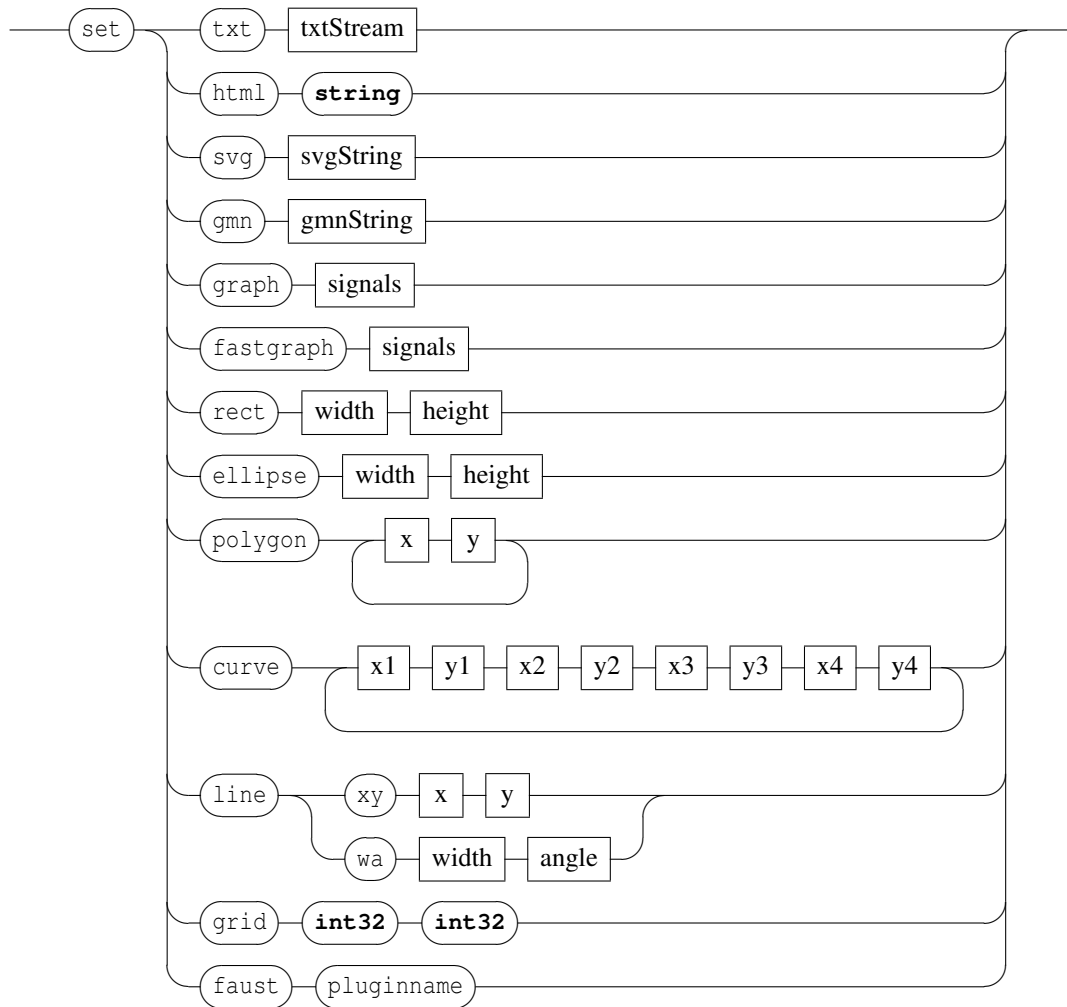 set txt txtStream
html string
svg svgString
gmn gmnString
graph signals
fastgraph signals
rect width height
ellipse width height
polygon x y
curve x1 y1 x2 y2 x3 y3 x4 y4
line xy x y
wa width angle
grid int32 int32
faust pluginname